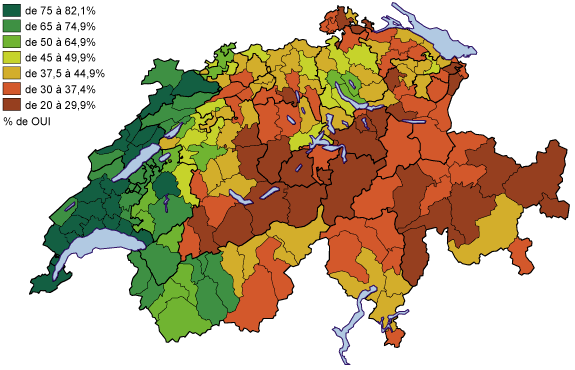 de 75 à 82,1%
de 65 à 74,9%
de 50 à 64,9%
de 45 à 49,9%
de 37,5 à 44,9%
de 30 à 37,4%
de 20 à 29,9%
% de OUI